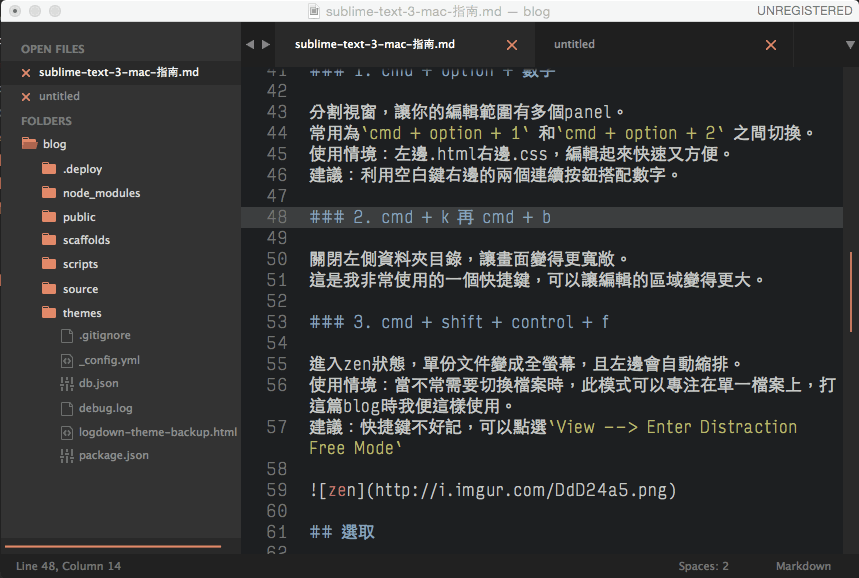 sublime-text-3-mac-指南.md — blog
UNREGISTERED
OPEN FILES
sublime-text-3-mac-指南.md
untitled
FOLDERS
blog
.deploy
node_modules
public
scaffolds
scripts
source
themes
.gitignore
_config.yml
db.json
debug.log
logdown-theme-backup.html
package.json
sublime-text-3-mac-指南.md
untitled
41 ### 1. cmd + option + 數字
42
43 分割視窗，讓你的編輯範圍有多個panel。
44 常用為`cmd + option + 1` 和`cmd + option + 2` 之間切換。
45 使用情境：左邊.html右邊.css，編輯起來快速又方便。
46 建議：利用空白鍵右邊的兩個連續按鈕搭配數字。
47
48 ### 2. cmd + k 再 cmd + b
49
50 關閉左側資料夾目錄，讓畫面變得更寬敞。
51 這是我非常使用的一個快捷鍵，可以讓編輯的區域變得更大。
52
53 ### 3. cmd + shift + control + f
54
55 進入zen狀態，單份文件變成全螢幕，且左邊會自動縮排。
56 使用情境：當不常需要切換檔案時，此模式可以專注在單一檔案上，打
這篇blog時我便這樣使用。
57 建議：快捷鍵不好記，可以點選`View --> Enter Distraction
Free Mode`
58
59 ![zen](http://i.imgur.com/DdD24a5.png)
60
61 ## 選取
62
Line 48, Column 14
Spaces: 2
Markdown